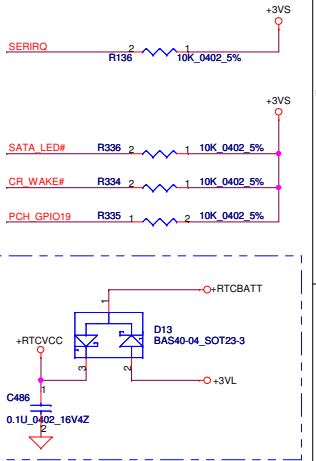 +3VS
SERIRQ
2 1
R136 10K_0402_5%
+3VS
SATA_LED# R336 2 1 10K_0402_5%
CR_WAKE# R334 2 1 10K_0402_5%
PCH_GPIO19 R335 1 2 10K_0402_5%
+RTCBATT
1
D13
BAS40-04_SOT23-3
+RTCVCC
3 2
+3VL
1
C486
0.1U_0402_16V4Z
2